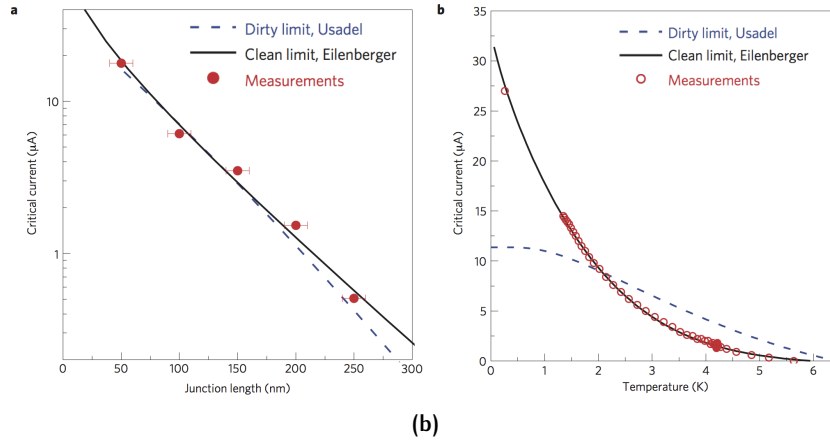 a
Dirty limit, Usadel
Clean limit, Eilenberger
Measurements
Critical current (µA)
10
1
0
50
100
150
200
250
300
Junction length (nm)
b
Dirty limit, Usadel
Clean limit, Eilenberger
Measurements
Critical current (µA)
35
30
25
20
15
10
5
0
0
1
2
3
4
5
6
Temperature (K)
(b)